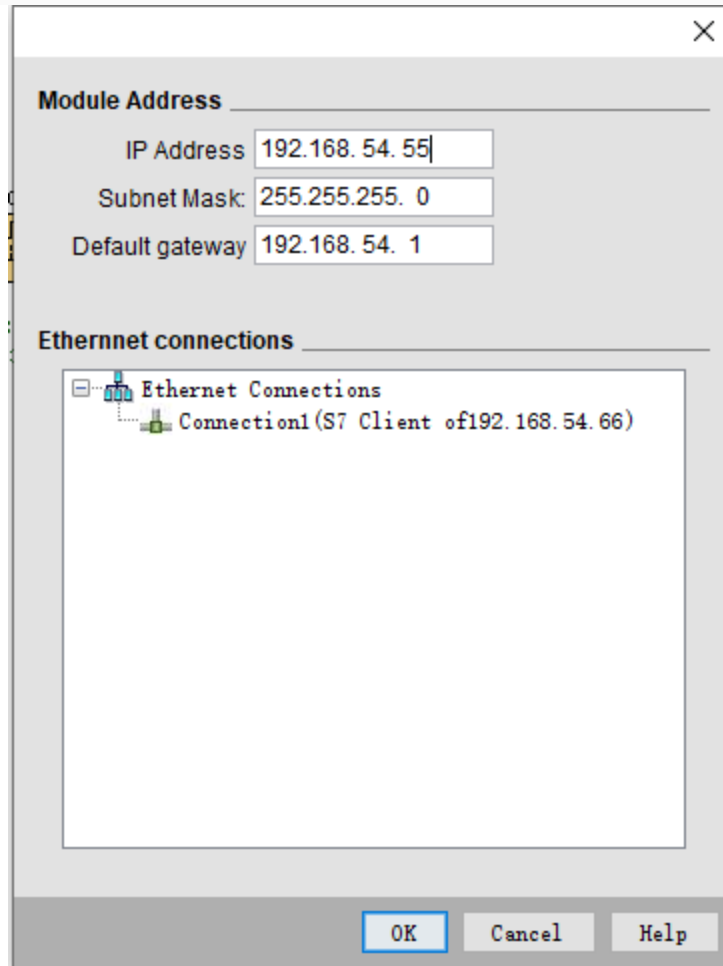 Module Address
IP Address 192.168. 54. 55
Subnet Mask: 255.255.255. 0
Default gateway 192.168. 54. 1
Ethernnet connections
Ethernet Connections
Connection1(S7 Client of192.168.54.66)
OK Cancel Help